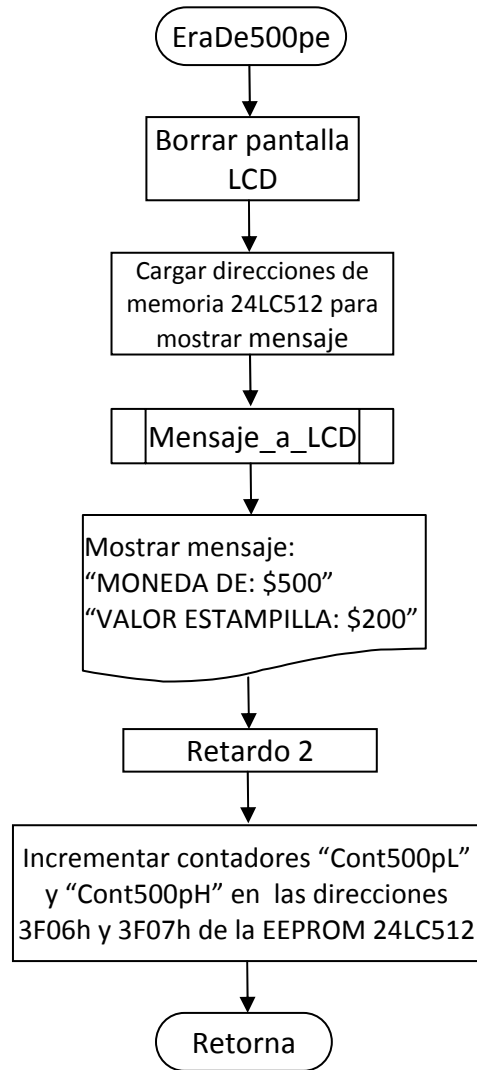 EraDe500pe
Borrar pantalla
LCD
Cargar direcciones de
memoria 24LC512 para
mostrar mensaje
Mensaje_a_LCD
Mostrar mensaje:
“MONEDA DE: $500”
“VALOR ESTAMPILLA: $200”
Retardo 2
Incrementar contadores “Cont500pL”
y “Cont500pH” en las direcciones
3F06h y 3F07h de la EEPROM 24LC512
Retorna